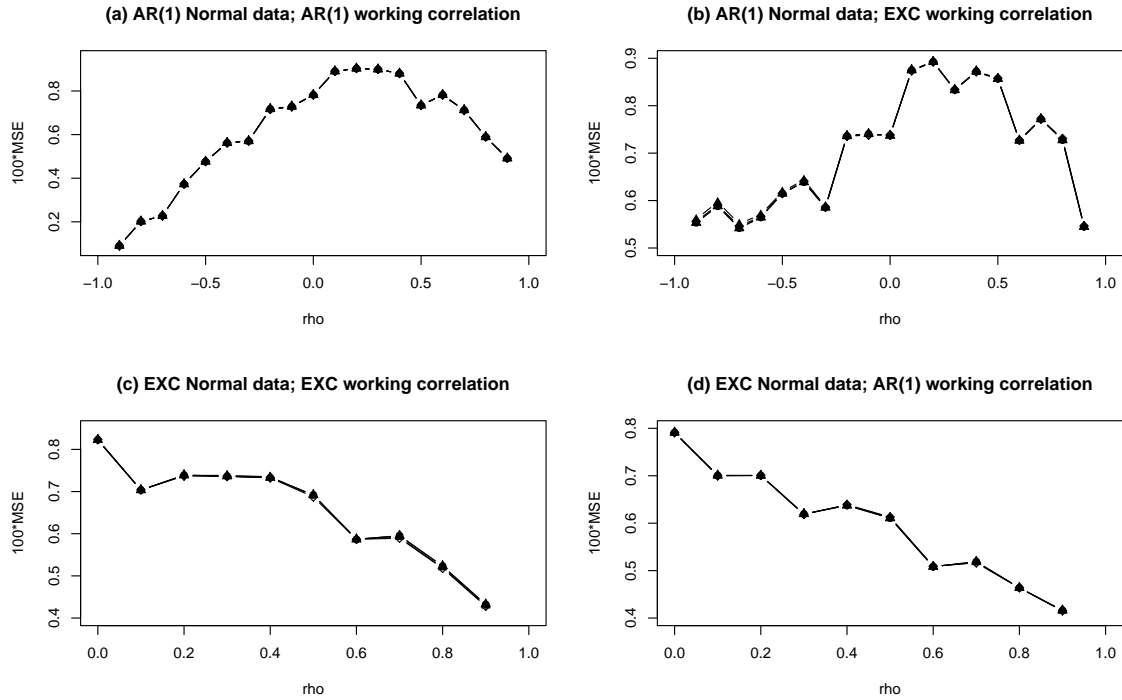 (a) AR(1) Normal data; AR(1) working correlation
100*MSE
0.8
0.6
0.4
0.2
−1.0 −0.5 0.0 0.5 1.0
rho
(b) AR(1) Normal data; EXC working correlation
100*MSE
0.9
0.8
0.7
0.6
0.5
−1.0 −0.5 0.0 0.5 1.0
rho
(c) EXC Normal data; EXC working correlation
100*MSE
0.8
0.7
0.6
0.5
0.4
0.0 0.2 0.4 0.6 0.8 1.0
rho
(d) EXC Normal data; AR(1) working correlation
100*MSE
0.8
0.7
0.6
0.5
0.4
0.0 0.2 0.4 0.6 0.8 1.0
rho